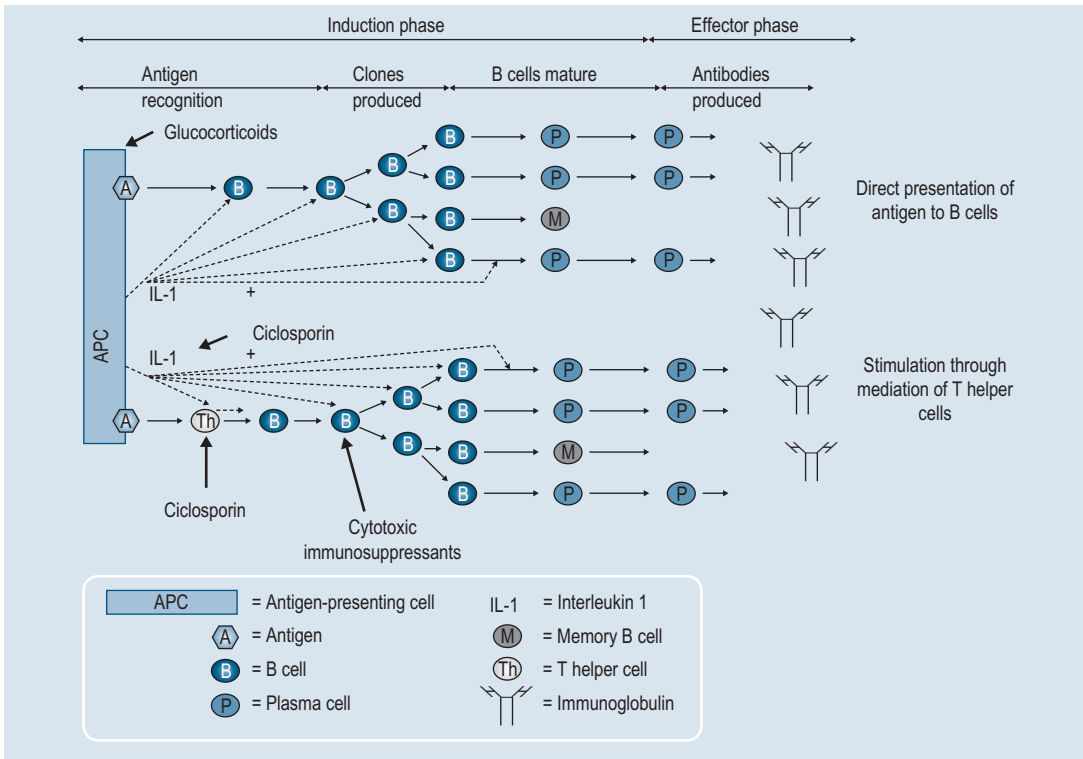 Induction phase
Effector phase
Antigen
recognition
Clones
produced
B cells mature
Antibodies
produced
Glucocorticoids
B
P
P
B
A
B
B
B
P
P
Direct presentation of
antigen to B cells
B
B
M
B
P
P
IL-1
+
APC
Ciclosporin
IL-1
+
B
P
P
Stimulation through
mediation of T helper
cells
B
A
Th
B
B
B
P
P
B
B
M
B
P
P
Ciclosporin
Cytotoxic
immunosuppressants
APC
= Antigen-presenting cell
A
= Antigen
B
= B cell
P
= Plasma cell
IL-1
= Interleukin 1
M
= Memory B cell
Th
= T helper cell
= Immunoglobulin